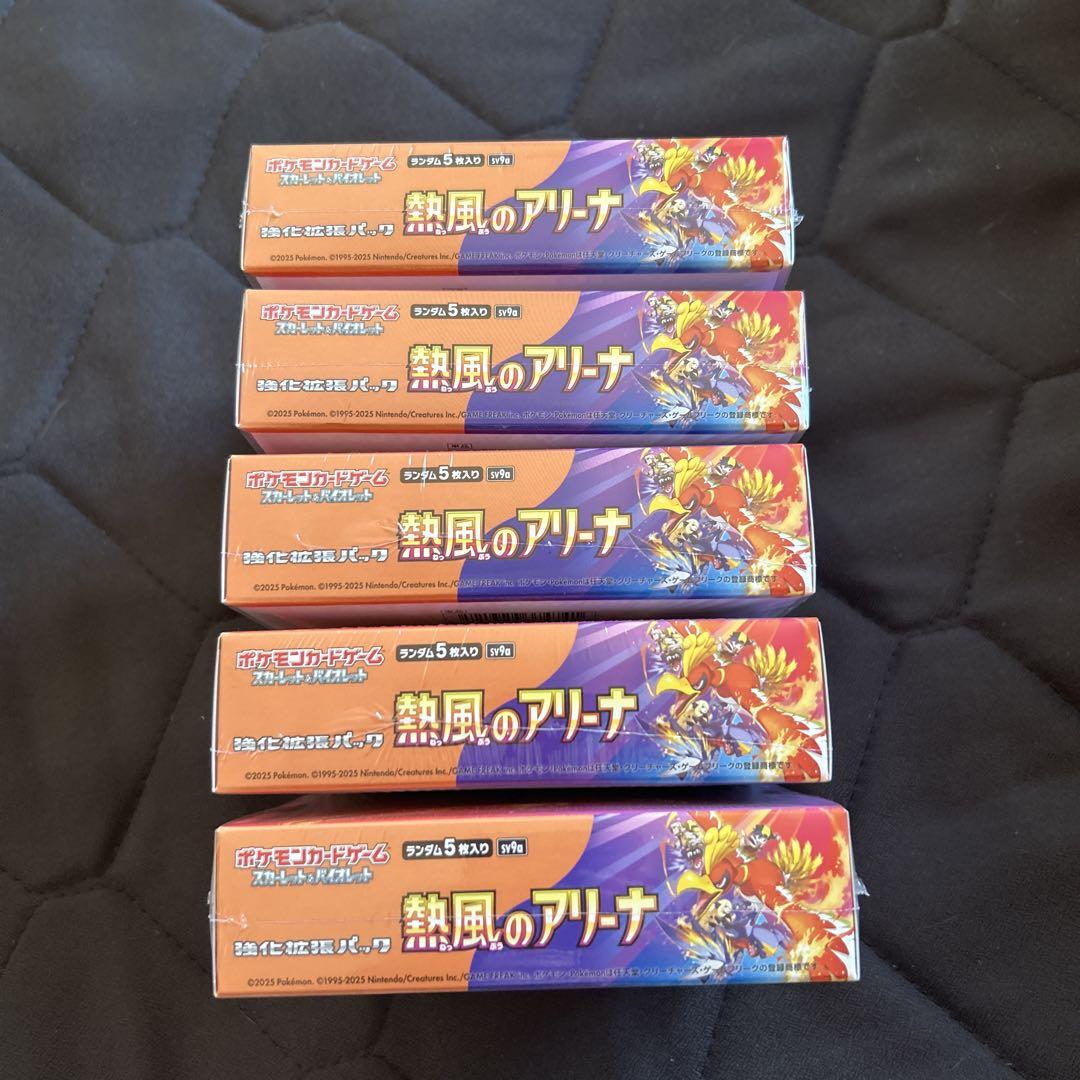 ポケモンカードゲーム ランダム5枚入り sv9a
スカーレット&バイオレット
熱風のアリーナ
ねっぷう
強化拡張パック
©2025 Pokémon. ©1995-2025 Nintendo/Creatures Inc./GAME FREAK inc. ポケモン・Pokémonは任天堂・クリーチャーズ・ゲームフリークの登録商標です
ポケモンカードゲーム ランダム5枚入り sv9a
スカーレット&バイオレット
熱風のアリーナ
ねっぷう
強化拡張パック
©2025 Pokémon. ©1995-2025 Nintendo/Creatures Inc./GAME FREAK inc. ポケモン・Pokémonは任天堂・クリーチャーズ・ゲームフリークの登録商標です
ポケモンカードゲーム ランダム5枚入り sv9a
スカーレット&バイオレット
熱風のアリーナ
ねっぷう
強化拡張パック
©2025 Pokémon. ©1995-2025 Nintendo/Creatures Inc./GAME FREAK inc. ポケモン・Pokémonは任天堂・クリーチャーズ・ゲームフリークの登録商標です
ポケモンカードゲーム ランダム5枚入り sv9a
スカーレット&バイオレット
熱風のアリーナ
ねっぷう
強化拡張パック
©2025 Pokémon. ©1995-2025 Nintendo/Creatures Inc./GAME FREAK inc. ポケモン・Pokémonは任天堂・クリーチャーズ・ゲームフリークの登録商標です
ポケモンカードゲーム ランダム5枚入り sv9a
スカーレット&バイオレット
熱風のアリーナ
ねっぷう
強化拡張パック
©2025 Pokémon. ©1995-2025 Nintendo/Creatures Inc./GAME FREAK inc. ポケモン・Pokémonは任天堂・クリーチャーズ・ゲームフリークの登録商標です